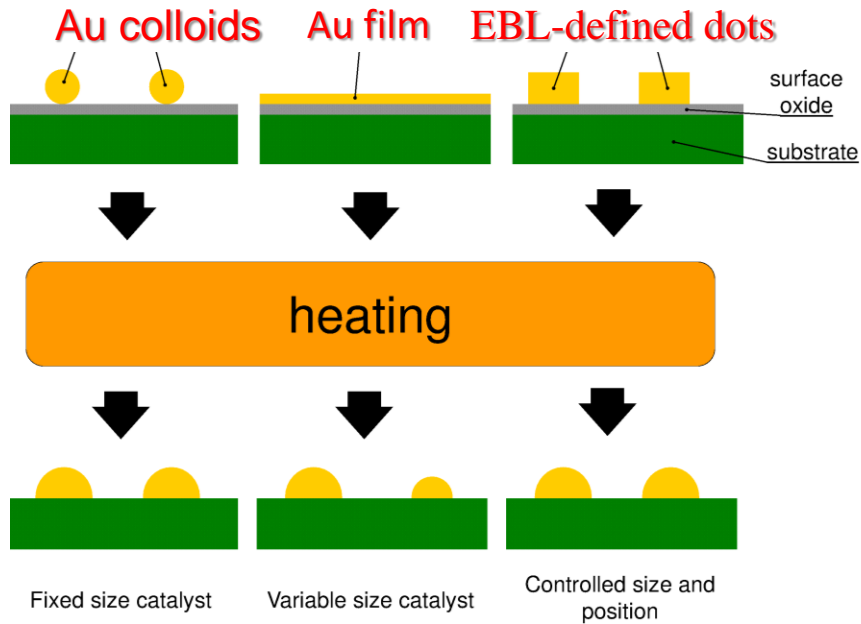 Au colloids
Au film
EBL-defined dots
surface
oxide
substrate
heating
Fixed size catalyst
Variable size catalyst
Controlled size and
position